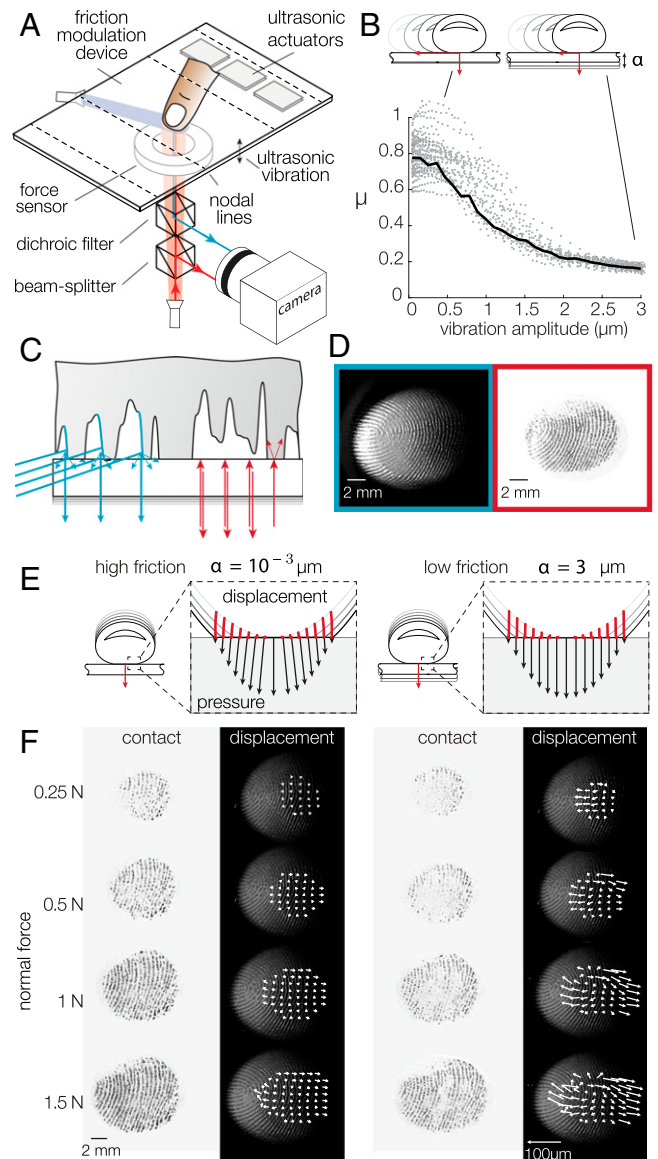 A
friction
modulation
device
ultrasonic
actuators
ultrasonic
vibration
force
sensor
nodal
lines
dichroic filter
beam-splitter
camera
B
α
1
0.8
0.6
0.4
0.2
0
μ
0 0.5 1 1.5 2 2.5 3
vibration amplitude (μm)
C
D
2 mm
2 mm
E
high friction α = 10⁻³ μm
displacement
pressure
low friction α = 3 μm
F
contact displacement contact displacement
0.25 N
0.5 N
1 N
1.5 N
normal force
2 mm
100μm